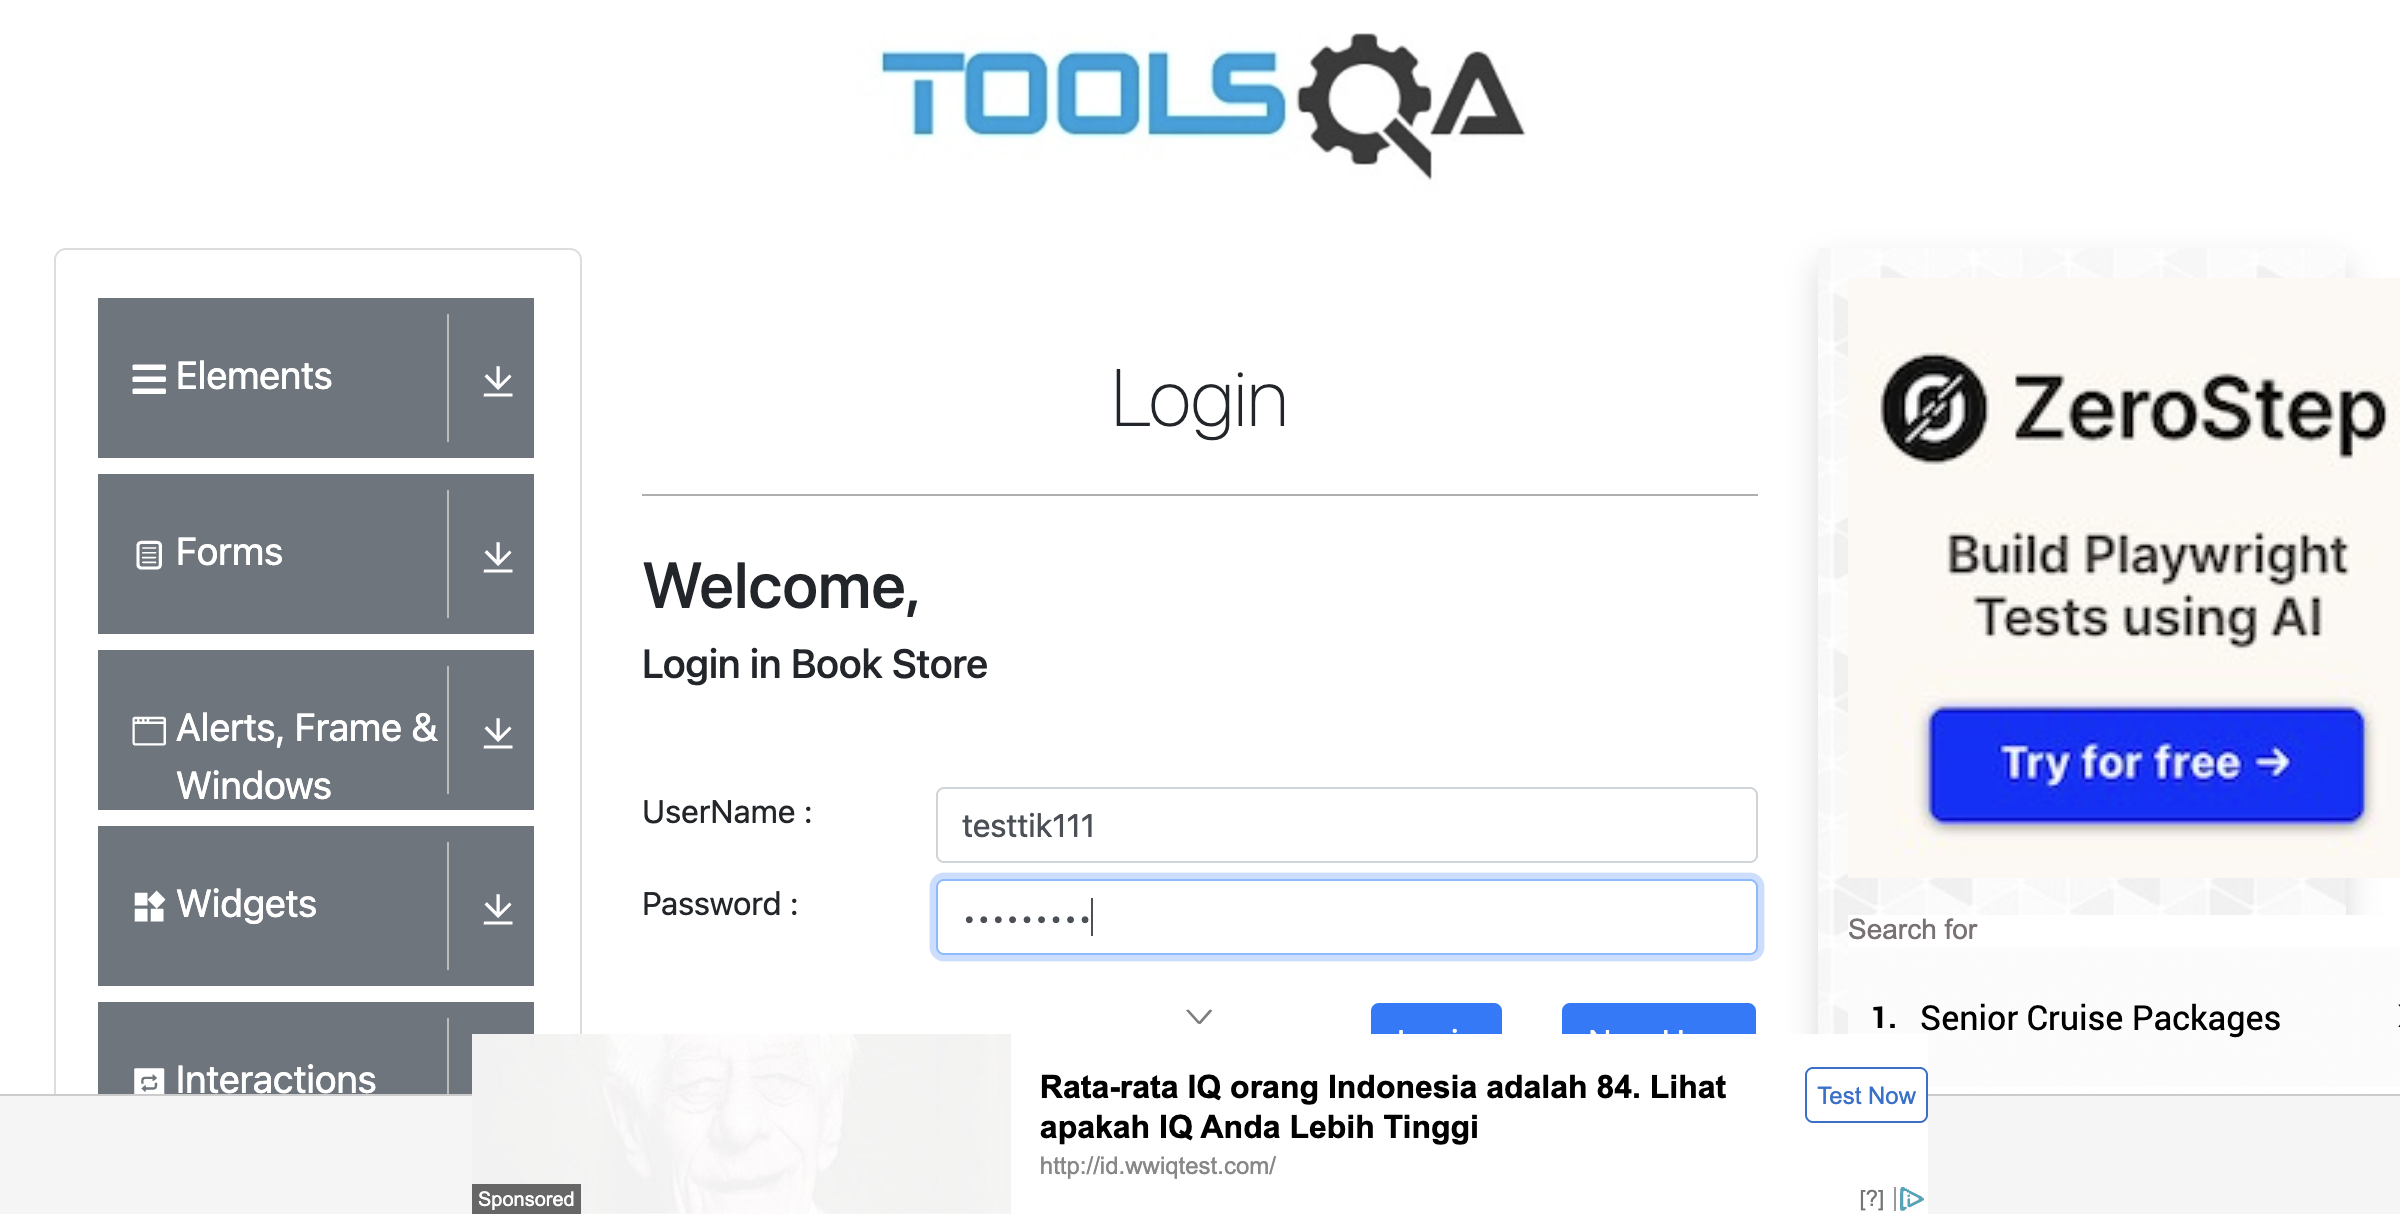 TOOLSQA
Elements
Forms
Alerts, Frame &
Windows
Widgets
Interactions
Login
Welcome,
Login in Book Store
UserName :
testtik111
Password :
ZeroStep
Build Playwright
Tests using AI
Try for free →
Search for
1. Senior Cruise Packages
Rata-rata IQ orang Indonesia adalah 84. Lihat
apakah IQ Anda Lebih Tinggi
http://id.wwiqtest.com/
Test Now
Sponsored
[?]